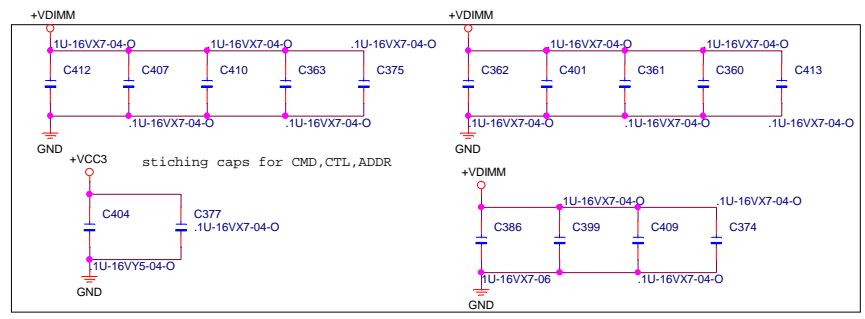 +VDIMM
.1U-16VX7-04-O .1U-16VX7-04-O .1U-16VX7-04-O
C412 C407 C410 C363 C375
.1U-16VX7-04-O .1U-16VX7-04-O
GND
+VDIMM
.1U-16VX7-04-O .1U-16VX7-04-O
C362 C401 C361 C360 C413
.1U-16VX7-04-O .1U-16VX7-04-O .1U-16VX7-04-O
GND
stiching caps for CMD,CTL,ADDR
+VCC3
C404 C377
.1U-16VX7-04-O
.1U-16VY5-04-O
GND
+VDIMM
.1U-16VX7-04-O .1U-16VX7-04-O
C386 C399 C409 C374
.1U-16VX7-06 .1U-16VX7-04-O
GND